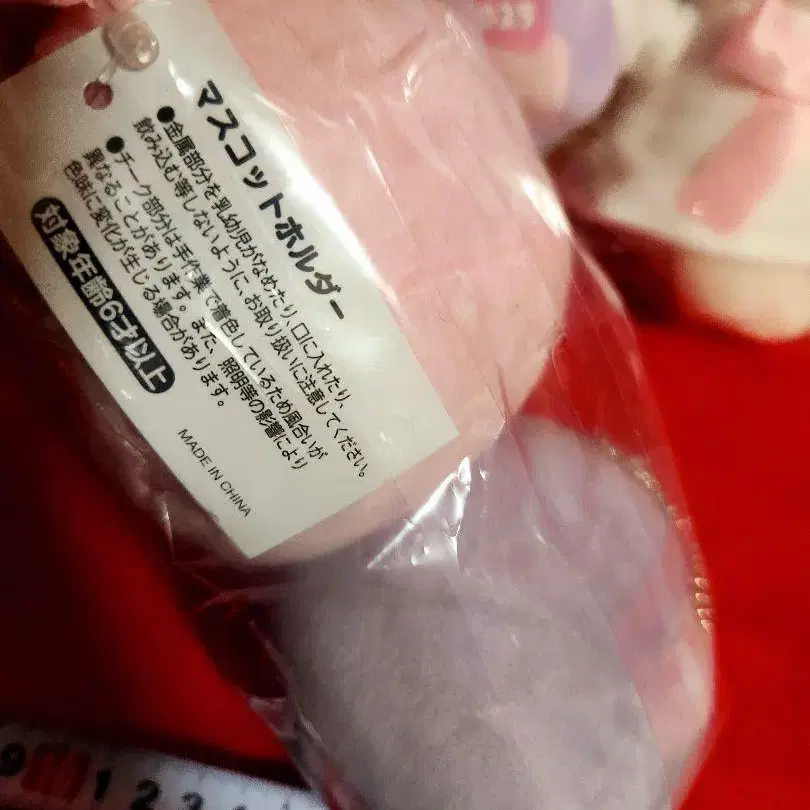 マスコットホルダー
●金属部分を乳幼児がなめたり、口に入れたり、
飲み込む等しないように、お取り扱いに注意してください。
●チーク部分は手作業で着色しているため風合いが
異なることがあります。また、照明等の影響により
色味に変化が生じる場合があります。
対象年齢6才以上
MADE IN CHINA
9 1 2 3